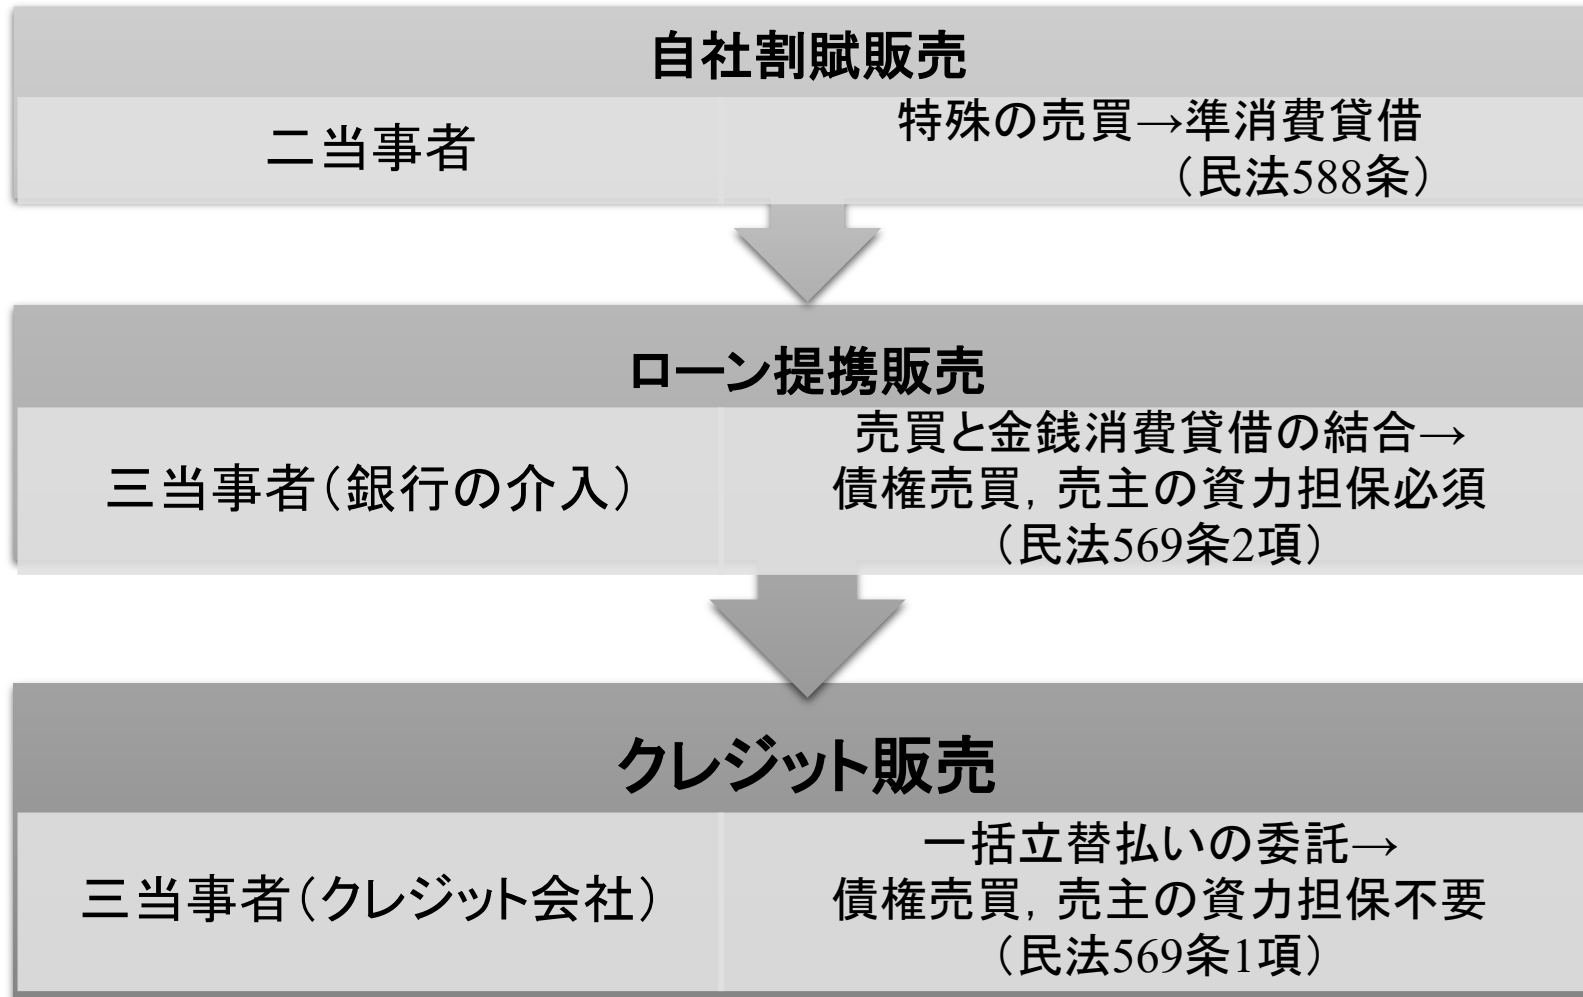 自社割賦販売
二当事者
特殊の売買→準消費貸借
（民法588条）
ローン提携販売
三当事者（銀行の介入）
売買と金銭消費貸借の結合→
債権売買，売主の資力担保必須
（民法569条2項）
クレジット販売
三当事者（クレジット会社）
一括立替払いの委託→
債権売買，売主の資力担保不要
（民法569条1項）